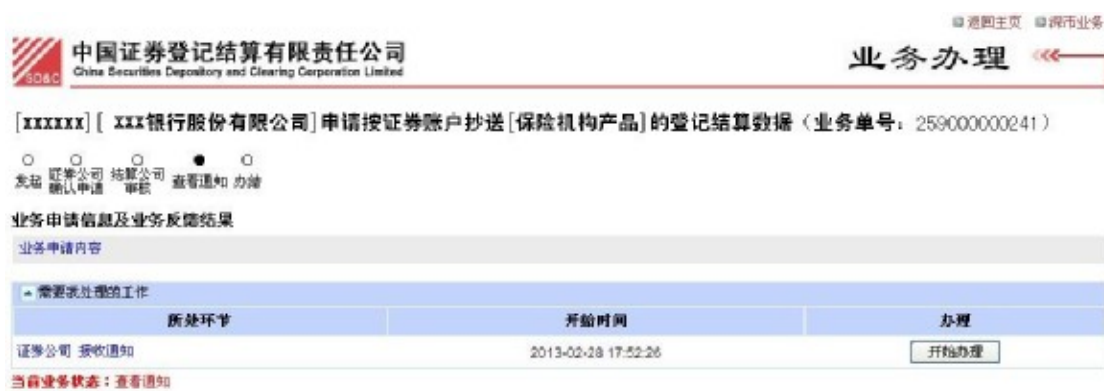 返回主页 深市业务
SD&C 中国证券登记结算有限责任公司
China Securities Depository and Clearing Corporation Limited
业务办理
[XXXXXX] [ XXX银行股份有限公司]申请按证券账户抄送[保险机构产品]的登记结算数据（业务单号：259000000241）
发起 证券公司确认申请 结算公司审核 查看通知 办结
业务申请信息及业务反馈结果
业务申请内容
需要我处理的工作
所处环节 开始时间 办理
证券公司 接收通知 2013-02-28 17:52:26 开始办理
当前业务状态：查看通知